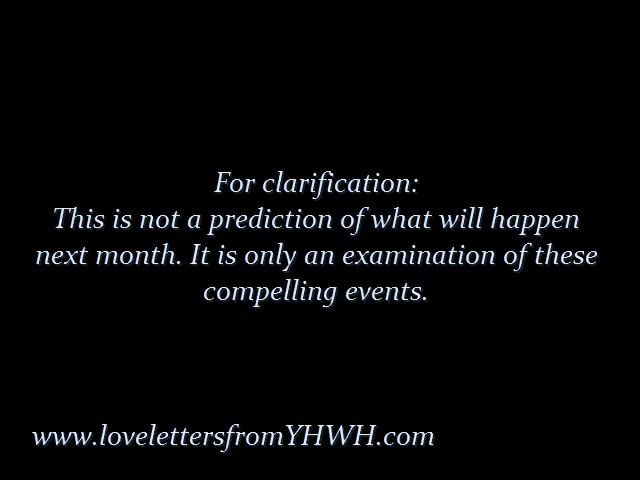 For clarification:
This is not a prediction of what will happen
next month. It is only an examination of these
compelling events.
www.lovelettersfromYHWH.com